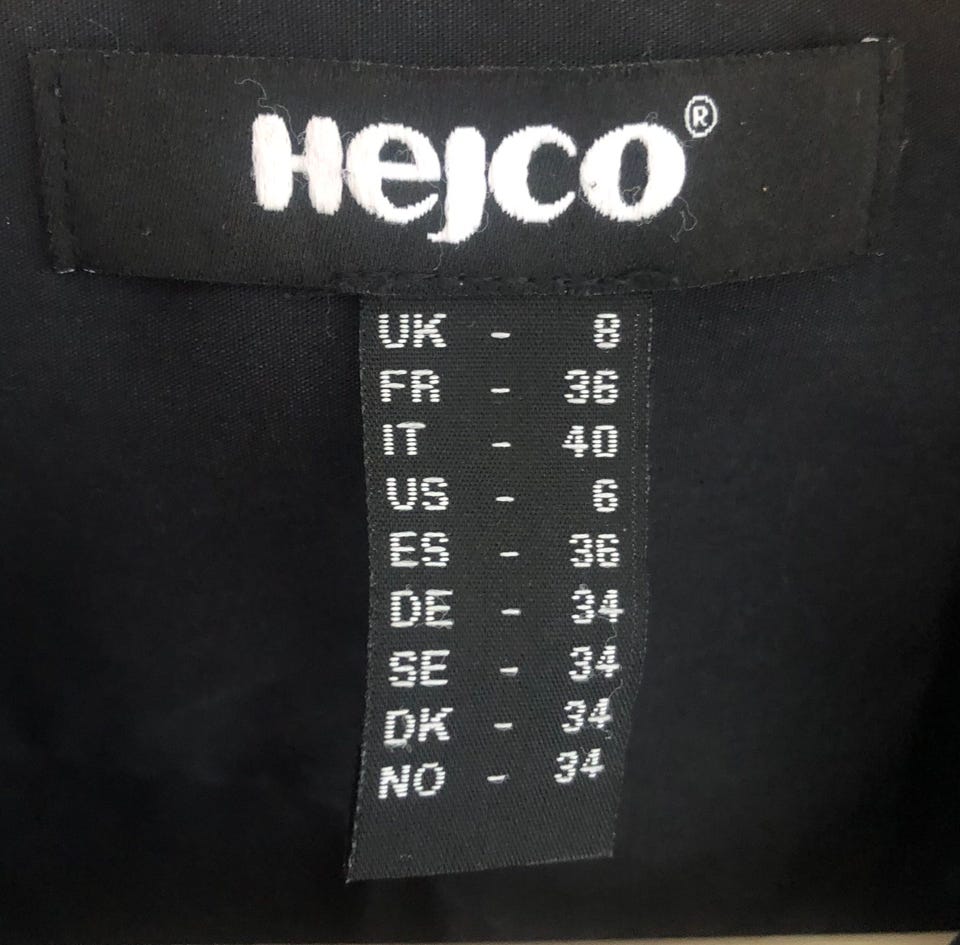 Hejco®
UK - 8
FR - 36
IT - 40
US - 6
ES - 36
DE - 34
SE - 34
DK - 34
NO - 34